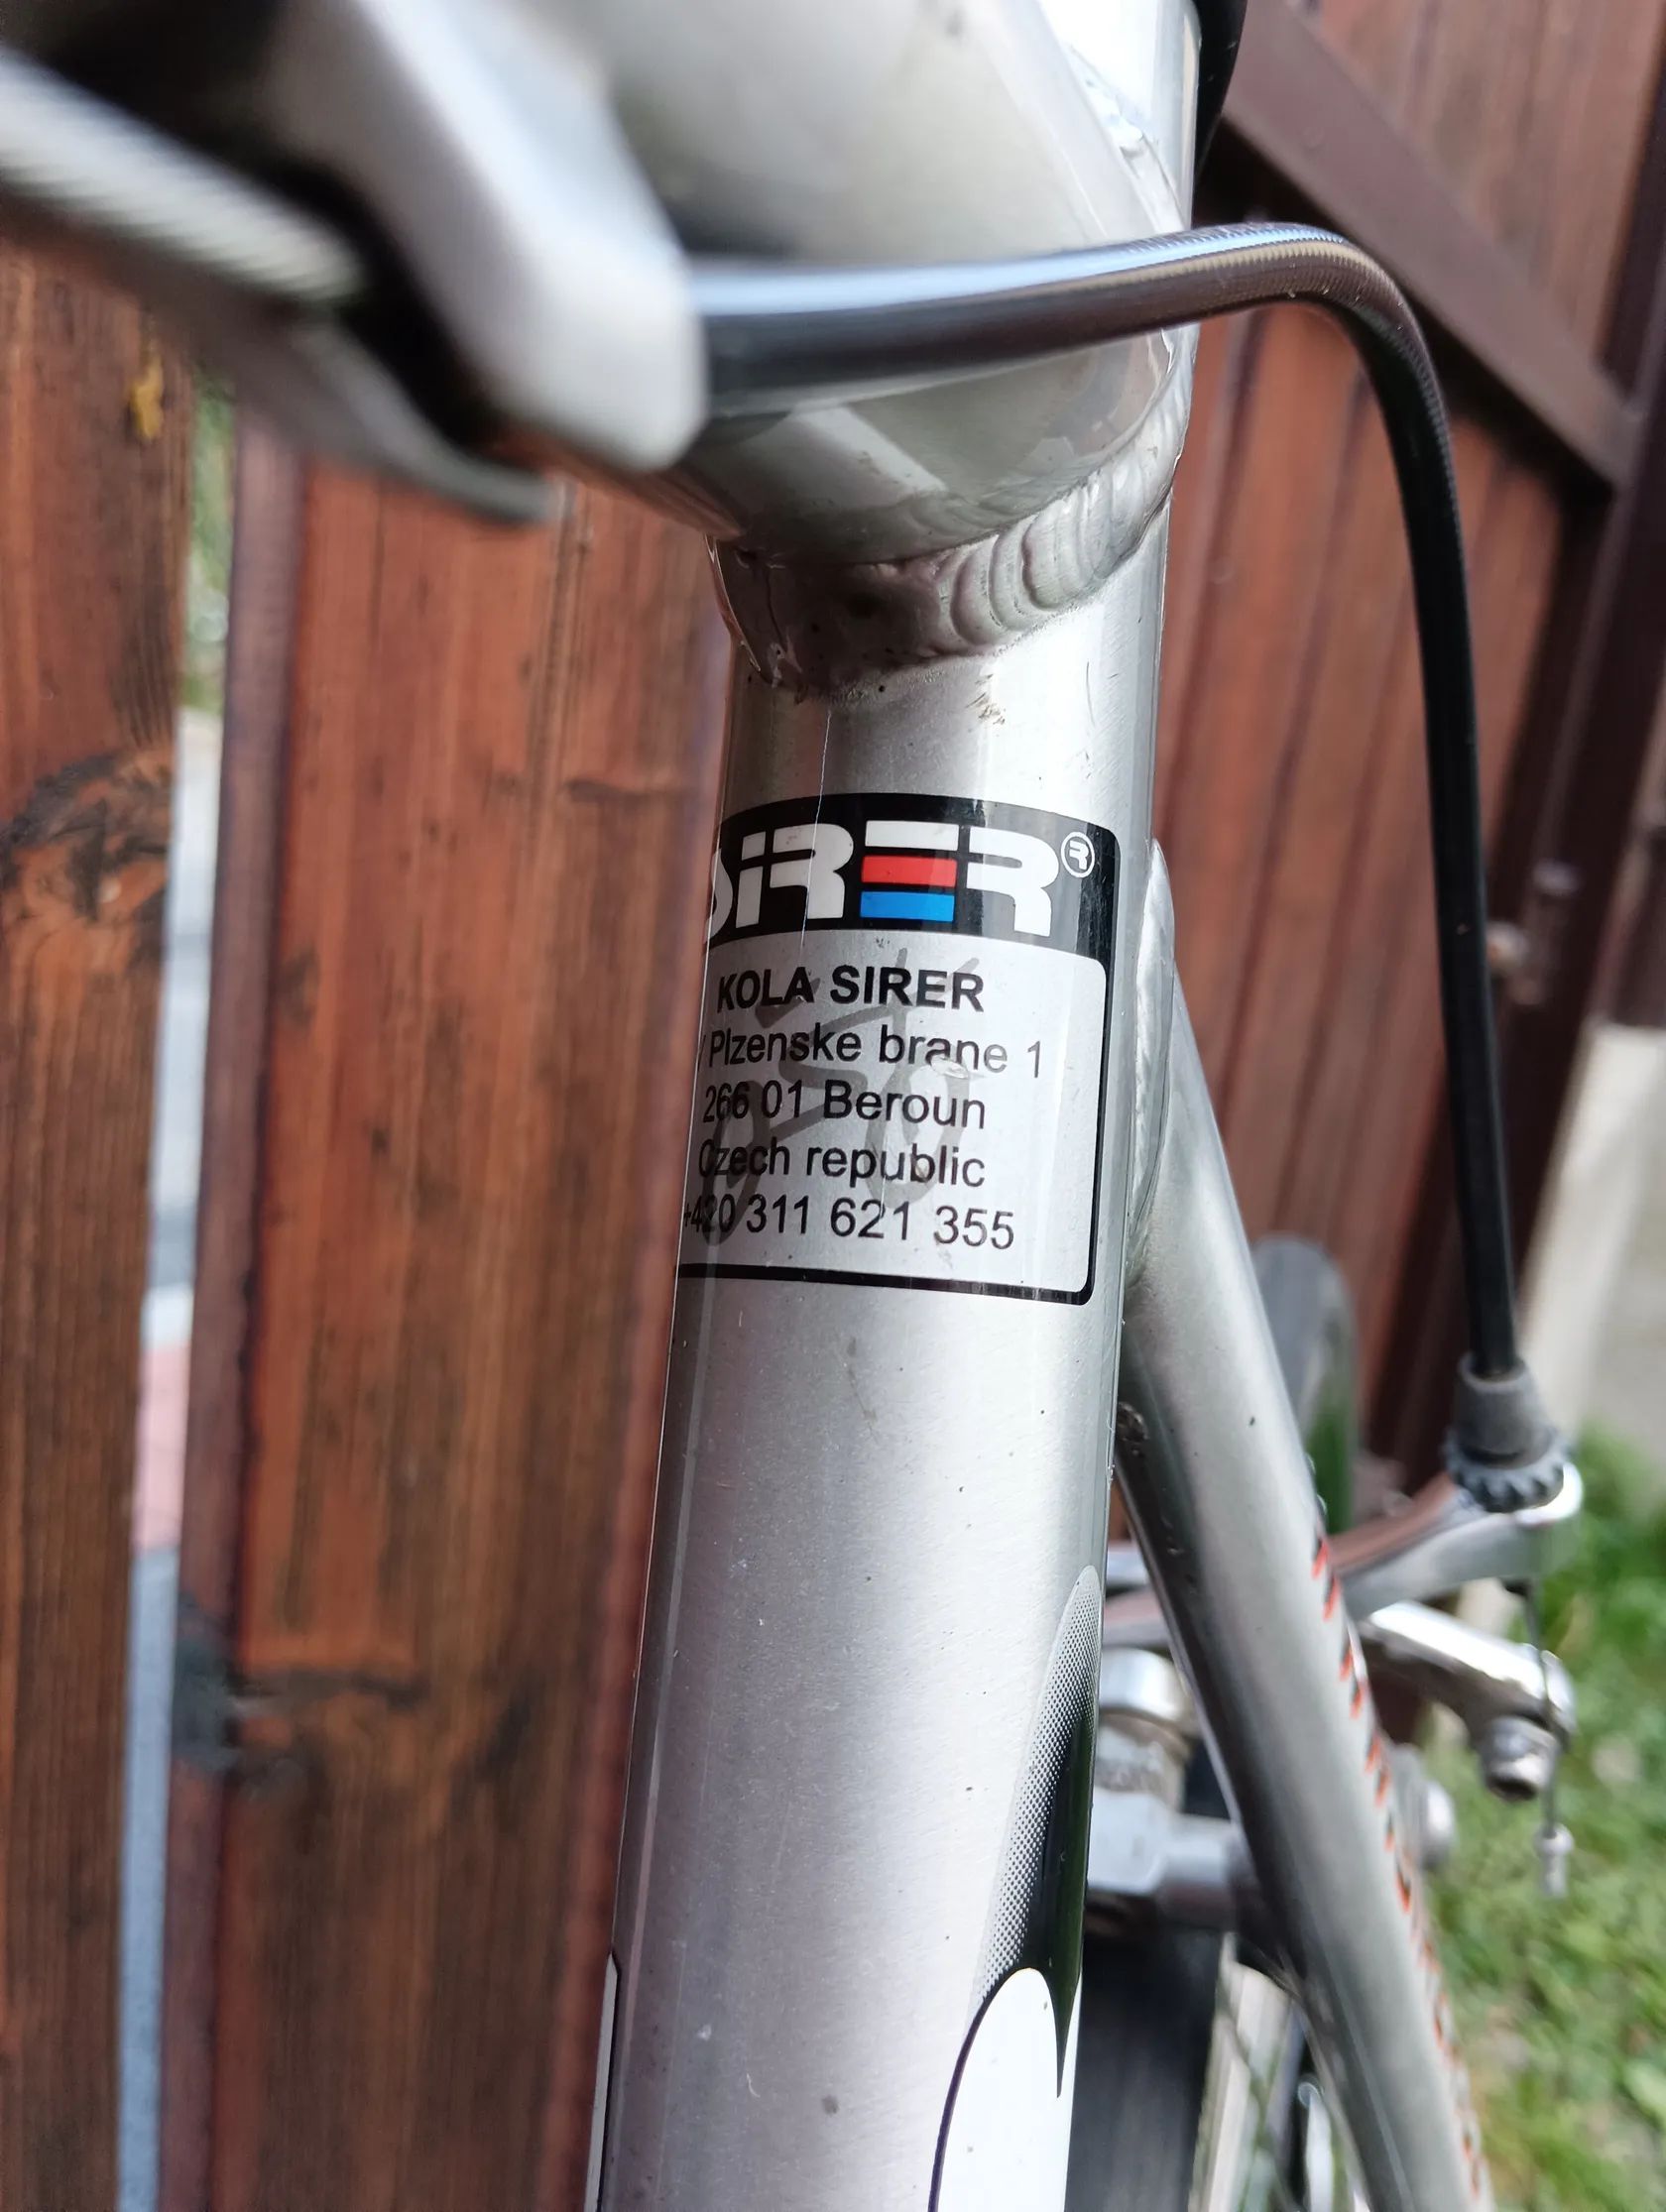 SIRER®
KOLA SIRER
Plzenske brane 1
266 01 Beroun
Czech republic
+420 311 621 355